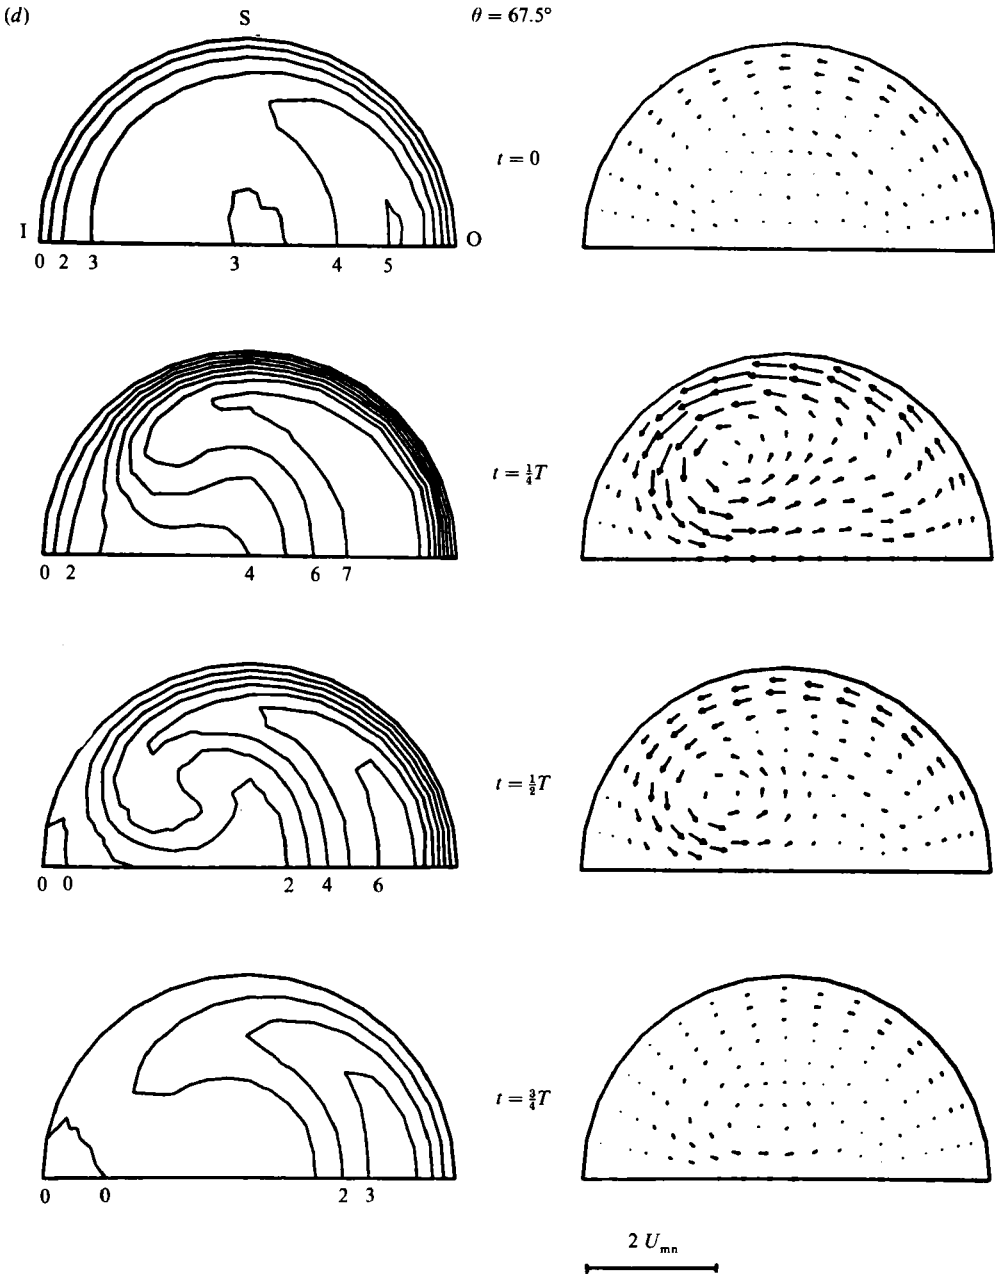 (d) S θ = 67.5°
t = 0
I O
0 2 3 3 4 5
t = ¼T
0 2 4 6 7
t = ½T
0 0 2 4 6
t = ¾T
0 0 2 3
2 Umn